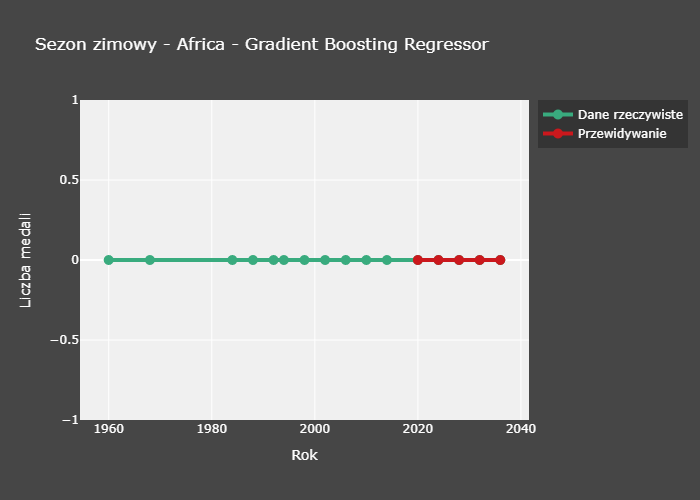 Sezon zimowy - Africa - Gradient Boosting Regressor
Dane rzeczywiste
Przewidywanie
Liczba medali
1
0.5
0
−0.5
−1
1960
1980
2000
2020
2040
Rok